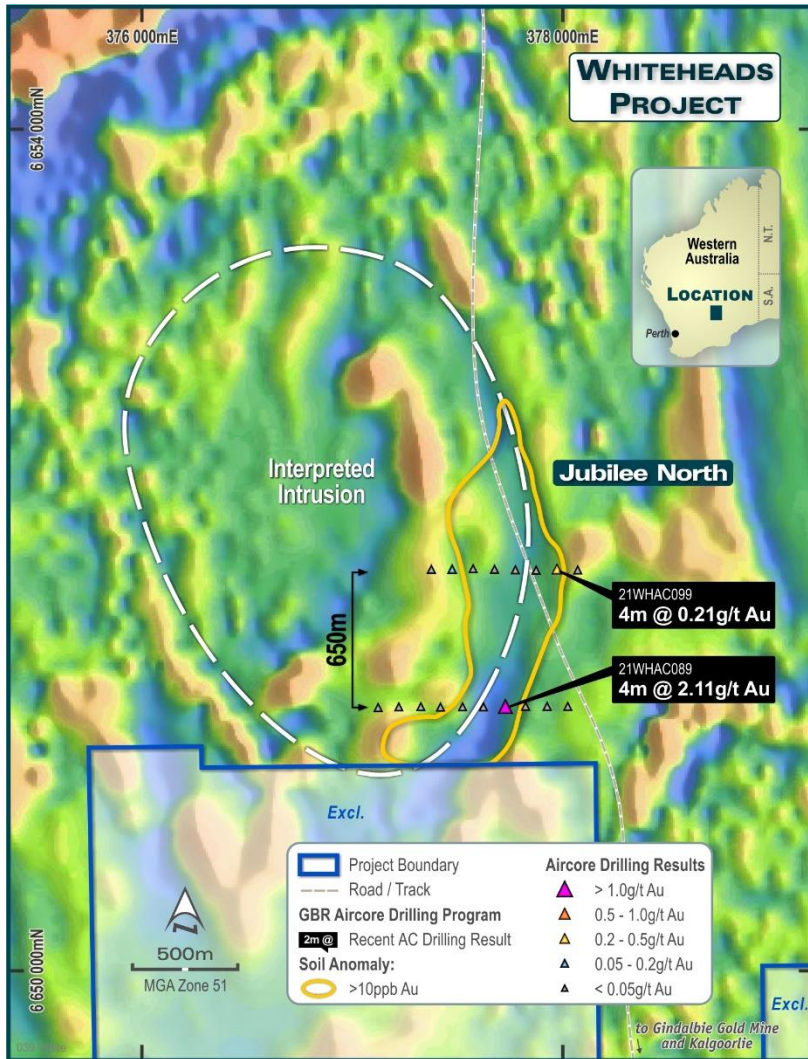 376 000mE
378 000mE
WHITEHEADS
PROJECT
6 654 000mN
Western
Australia
N.T.
S.A.
LOCATION
Perth
Interpreted
Intrusion
Jubilee North
650m
21WHAC099
4m @ 0.21g/t Au
21WHAC089
4m @ 2.11g/t Au
Excl.
Project Boundary
Road / Track
GBR Aircore Drilling Program
2m @
Recent AC Drilling Result
Soil Anomaly:
>10ppb Au
Aircore Drilling Results
> 1.0g/t Au
0.5 - 1.0g/t Au
0.2 - 0.5g/t Au
0.05 - 0.2g/t Au
< 0.05g/t Au
N
500m
MGA Zone 51
6 650 000mN
Excl.
to Gindalbie Gold Mine
and Kalgoorlie